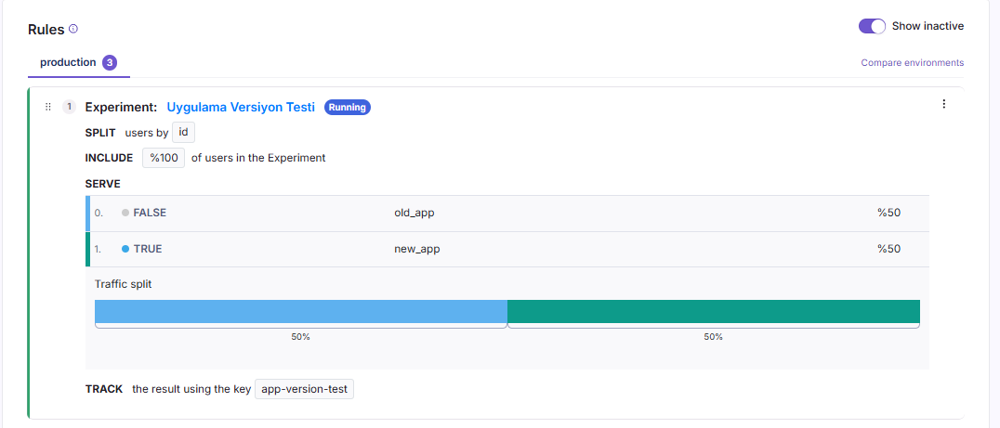 Rules
Show inactive
production 3
Compare environments
1 Experiment: Uygulama Versiyon Testi Running
SPLIT users by id
INCLUDE %100 of users in the Experiment
SERVE
0. FALSE old_app %50
1. TRUE new_app %50
Traffic split
50% 50%
TRACK the result using the key app-version-test